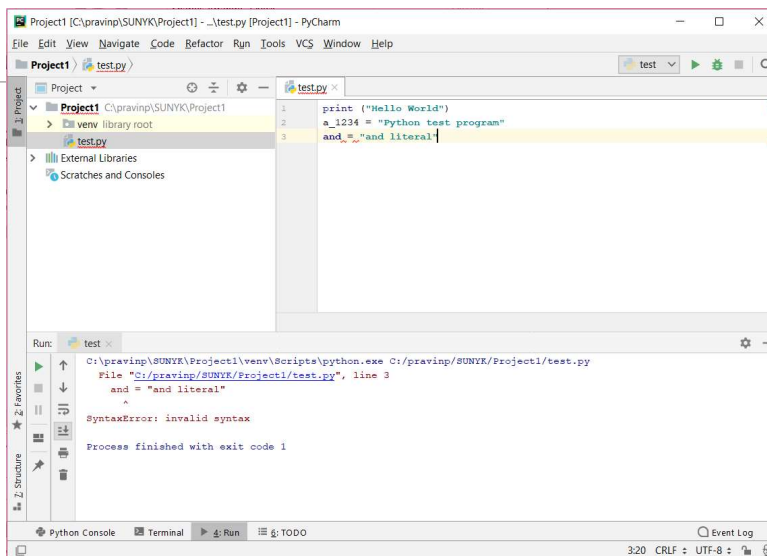 Project1 [C:\pravinp\SUNYK\Project1] - ...\test.py [Project1] - PyCharm
File Edit View Navigate Code Refactor Run Tools VCS Window Help
Project1 test.py
test
1: Project
Project
test.py
Project1 C:\pravinp\SUNYK\Project1
venv library root
test.py
External Libraries
Scratches and Consoles
1 print ("Hello World")
2 a_1234 = "Python test program"
3 and = "and literal"
Run: test
C:\pravinp\SUNYK\Project1\venv\Scripts\python.exe C:/pravinp/SUNYK/Project1/test.py
File "C:/pravinp/SUNYK/Project1/test.py", line 3
and = "and literal"
^
SyntaxError: invalid syntax
Process finished with exit code 1
2: Favorites
7: Structure
Python Console Terminal 4: Run 6: TODO
Event Log
3:20 CRLF UTF-8